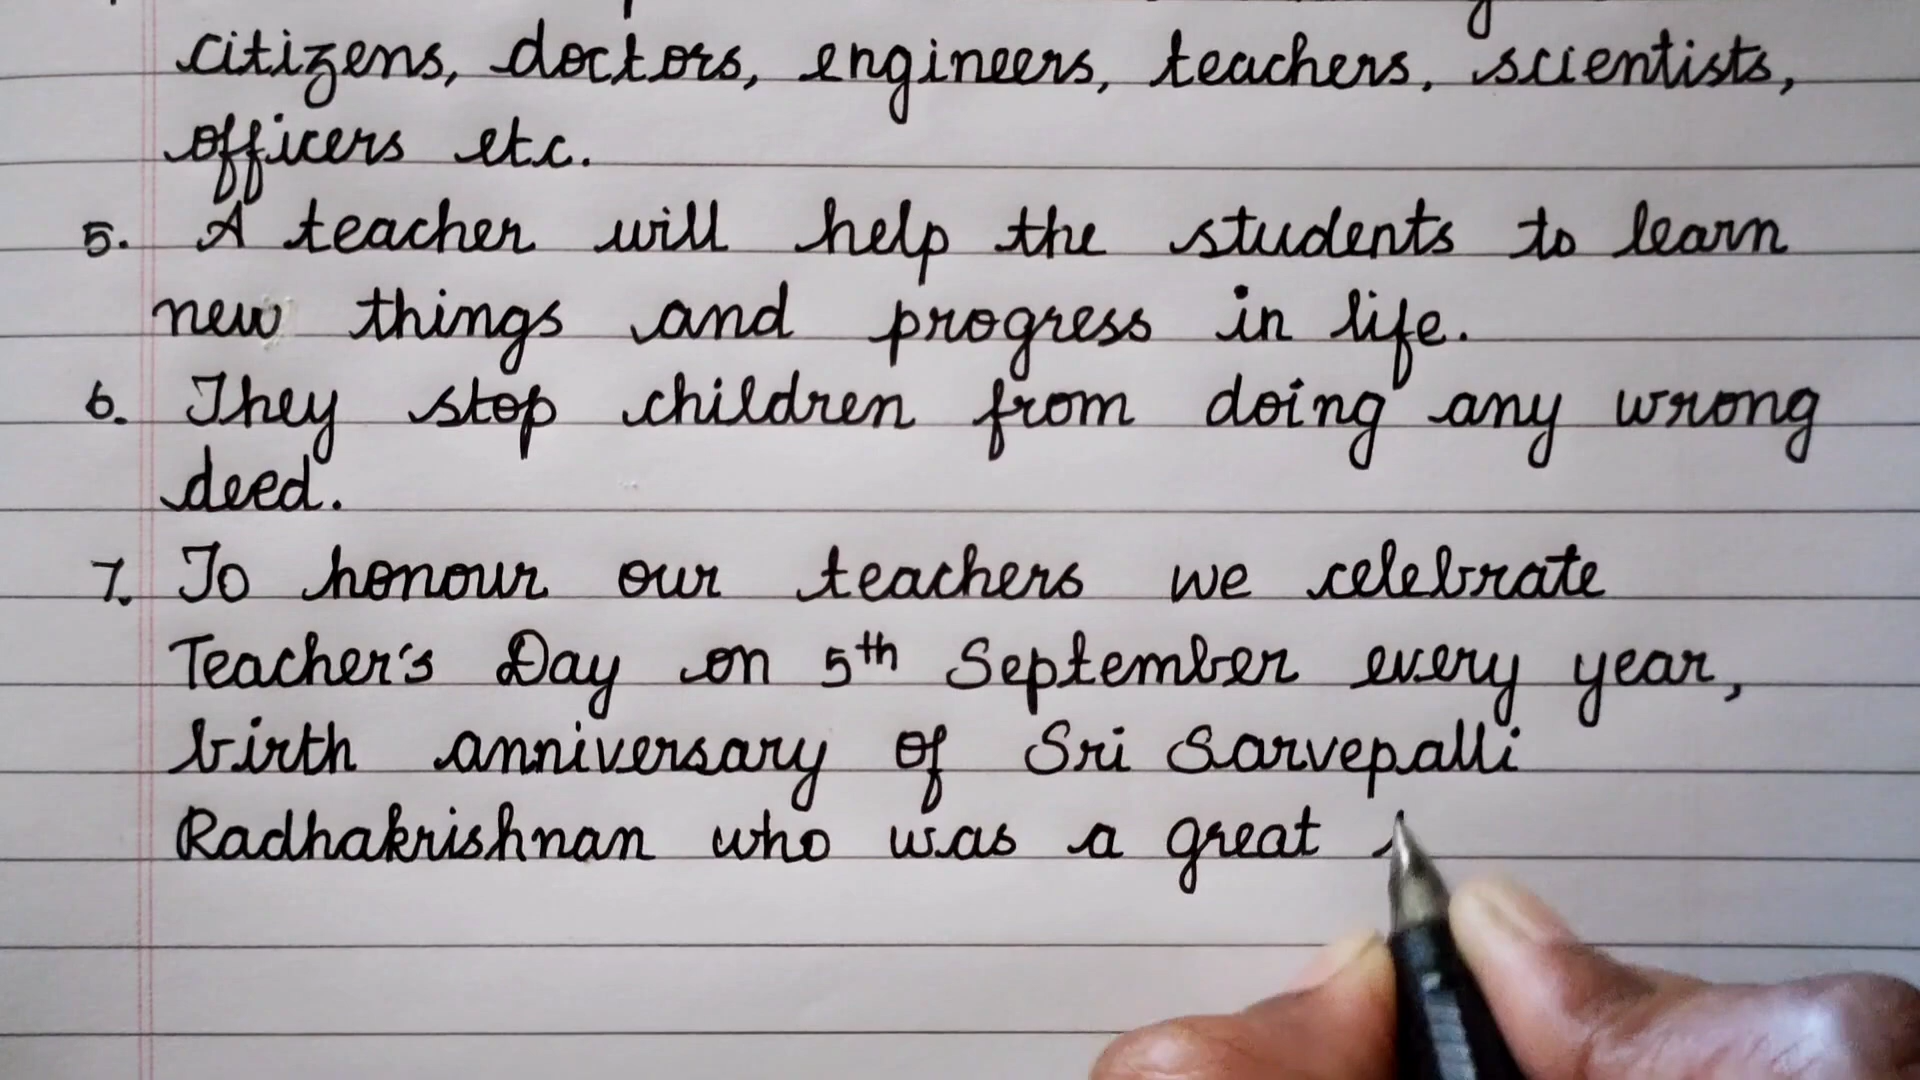 citizens, doctors, engineers, teachers, scientists,
officers etc.
5. A teacher will help the students to learn
new things and progress in life.
6. They stop children from doing any wrong
deed.
7. To honour our teachers we celebrate
Teacher's Day on 5th September every year,
birth anniversary of Sri Sarvepalli
Radhakrishnan who was a great